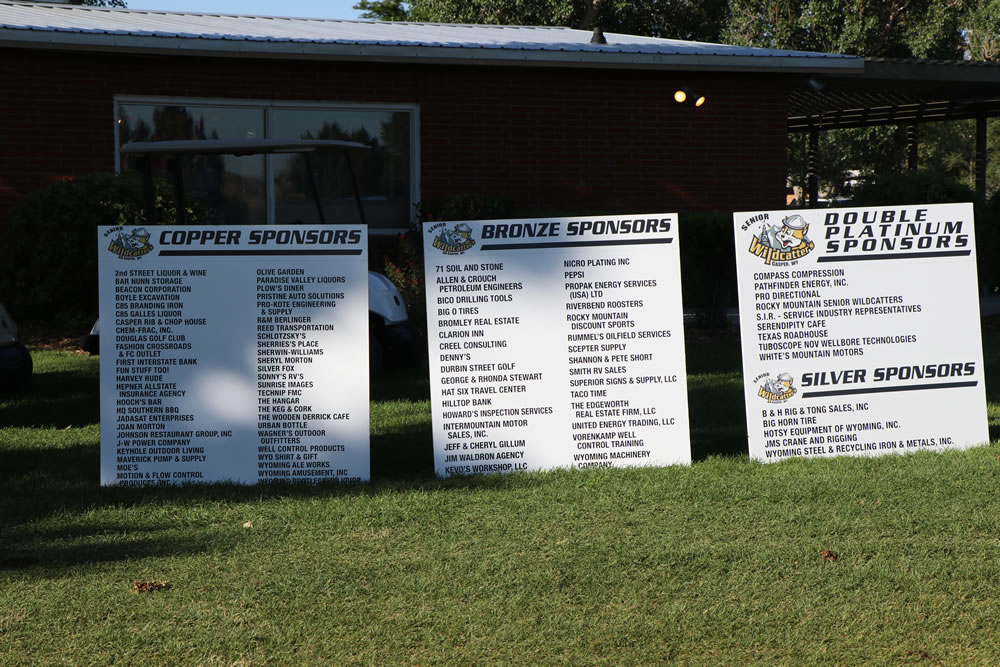 SENIOR
Wildcatters
CASPER, WY
COPPER SPONSORS
2ND STREET LIQUOR & WINE
BAR NUNN STORAGE
BEACON CORPORATION
BOYLE EXCAVATION
C85 BRANDING IRON
C85 GALLES LIQUOR
CASPER RIB & CHOP HOUSE
CHEM-FRAC, INC.
DOUGLAS GOLF CLUB
FASHION CROSSROADS
& FC OUTLET
FIRST INTERSTATE BANK
FUN STUFF TOO!
HARVEY RUDE
HEPNER ALLSTATE
INSURANCE AGENCY
HOOCH'S BAR
HQ SOUTHERN BBQ
JADASAT ENTERPRISES
JOAN MORTON
JOHNSON RESTAURANT GROUP, INC
J-W POWER COMPANY
KEYHOLE OUTDOOR LIVING
MAVERICK PUMP & SUPPLY
MOE'S
MOTION & FLOW CONTROL
PRODUCTS, INC.
OLIVE GARDEN
PARADISE VALLEY LIQUORS
PLOW'S DINER
PRISTINE AUTO SOLUTIONS
PRO-KOTE ENGINEERING
& SUPPLY
R&M BERLINGER
REED TRANSPORTATION
SCHLOTZSKY'S
SHERRIES'S PLACE
SHERWIN-WILLIAMS
SHERYL MORTON
SILVER FOX
SONNY'S RV'S
SUNRISE IMAGES
TECHNIP FMC
THE HANGAR
THE KEG & CORK
THE WOODEN DERRICK CAFE
URBAN BOTTLE
WAGNER'S OUTDOOR
OUTFITTERS
WELL CONTROL PRODUCTS
WYO SHIRT & GIFT
WYOMING ALE WORKS
WYOMING AMUSEMENT, INC
WYOMING BOOTLEGGER LIQUOR
SENIOR
Wildcatters
CASPER, WY
BRONZE SPONSORS
71 SOIL AND STONE
ALLEN & CROUCH
PETROLEUM ENGINEERS
BICO DRILLING TOOLS
BIG O TIRES
BROMLEY REAL ESTATE
CLARION INN
CREEL CONSULTING
DENNY'S
DURBIN STREET GOLF
GEORGE & RHONDA STEWART
HAT SIX TRAVEL CENTER
HILLTOP BANK
HOWARD'S INSPECTION SERVICES
INTERMOUNTAIN MOTOR
SALES, INC.
JEFF & CHERYL GILLUM
JIM WALDRON AGENCY
KEVO'S WORKSHOP, LLC
NICRO PLATING INC
PEPSI
PROPAK ENERGY SERVICES
(USA) LTD
RIVERBEND ROOSTERS
ROCKY MOUNTAIN
DISCOUNT SPORTS
RUMMEL'S OILFIELD SERVICES
SCEPTER SUPPLY
SHANNON & PETE SHORT
SMITH RV SALES
SUPERIOR SIGNS & SUPPLY, LLC
TACO TIME
THE EDGEWORTH
REAL ESTATE FIRM, LLC
UNITED ENERGY TRADING, LLC
VORENKAMP WELL
CONTROL TRAINING
WYOMING MACHINERY
COMPANY
SENIOR
Wildcatters
CASPER, WY
DOUBLE
PLATINUM
SPONSORS
COMPASS COMPRESSION
PATHFINDER ENERGY, INC.
PRO DIRECTIONAL
ROCKY MOUNTAIN SENIOR WILDCATTERS
S.I.R. - SERVICE INDUSTRY REPRESENTATIVES
SERENDIPITY CAFE
TEXAS ROADHOUSE
TUBOSCOPE NOV WELLBORE TECHNOLOGIES
WHITE'S MOUNTAIN MOTORS
SENIOR
Wildcatters
CASPER, WY
SILVER SPONSORS
B & H RIG & TONG SALES, INC
BIG HORN TIRE
HOTSY EQUIPMENT OF WYOMING, INC.
JMS CRANE AND RIGGING
WYOMING STEEL & RECYCLING IRON & METALS, INC.